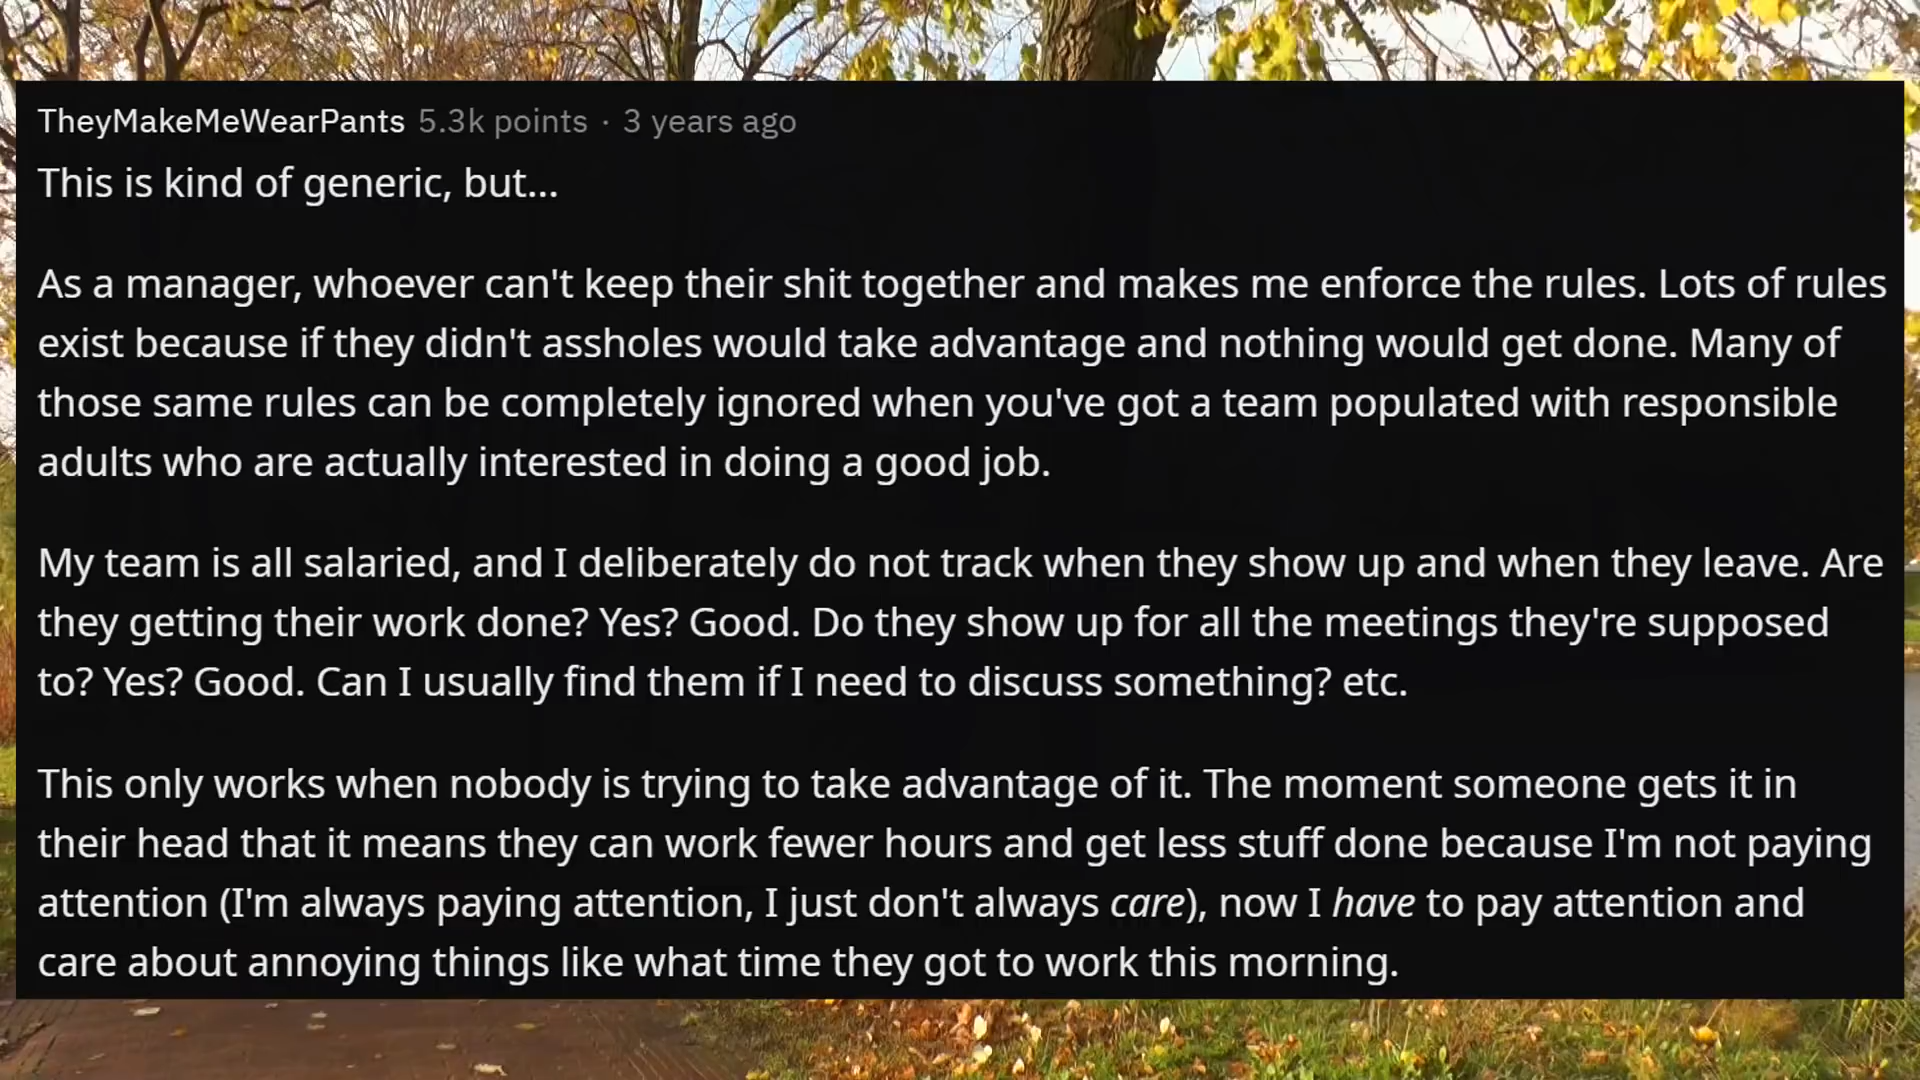 TheyMakeMeWearPants 5.3k points · 3 years ago
This is kind of generic, but...
As a manager, whoever can't keep their shit together and makes me enforce the rules. Lots of rules
exist because if they didn't assholes would take advantage and nothing would get done. Many of
those same rules can be completely ignored when you've got a team populated with responsible
adults who are actually interested in doing a good job.
My team is all salaried, and I deliberately do not track when they show up and when they leave. Are
they getting their work done? Yes? Good. Do they show up for all the meetings they're supposed
to? Yes? Good. Can I usually find them if I need to discuss something? etc.
This only works when nobody is trying to take advantage of it. The moment someone gets it in
their head that it means they can work fewer hours and get less stuff done because I'm not paying
attention (I'm always paying attention, I just don't always care), now I have to pay attention and
care about annoying things like what time they got to work this morning.